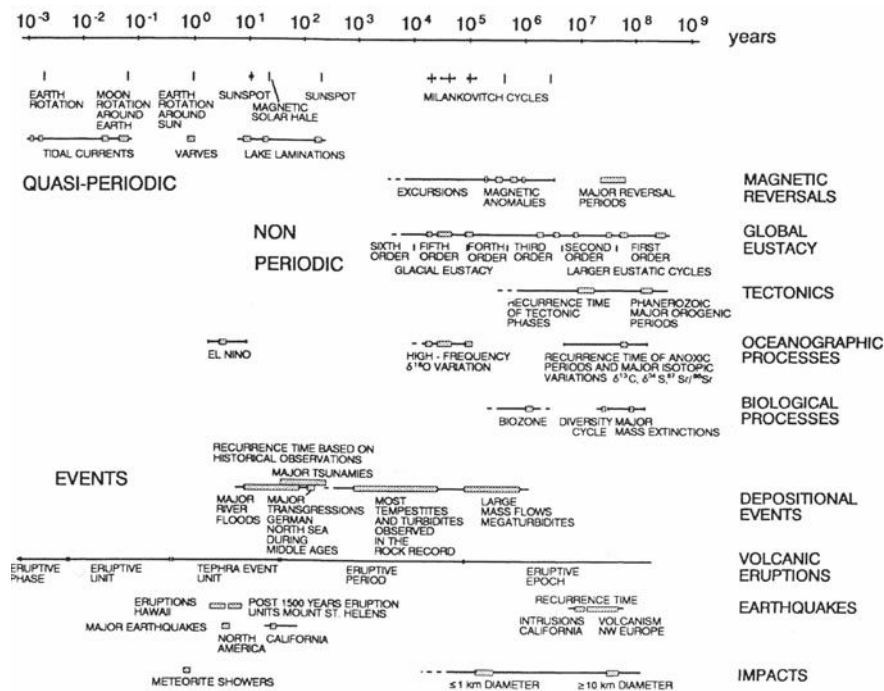 10⁻³ 10⁻² 10⁻¹ 10⁰ 10¹ 10² 10³ 10⁴ 10⁵ 10⁶ 10⁷ 10⁸ 10⁹
years
EARTH
ROTATION
MOON
ROTATION
AROUND
EARTH
EARTH
ROTATION
AROUND
SUN
SUNSPOT
MAGNETIC
SOLAR HALE
SUNSPOT
MILANKOVITCH CYCLES
TIDAL CURRENTS
VARVES
LAKE LAMINATIONS
QUASI-PERIODIC
EXCURSIONS
MAGNETIC
ANOMALIES
MAJOR REVERSAL
PERIODS
MAGNETIC
REVERSALS
NON
PERIODIC
SIXTH
ORDER
FIFTH
ORDER
FORTH
ORDER
THIRD
ORDER
SECOND
ORDER
FIRST
ORDER
GLACIAL EUSTACY
LARGER EUSTATIC CYCLES
GLOBAL
EUSTACY
RECURRENCE TIME
OF TECTONIC
PHASES
PHANEROZOIC
MAJOR OROGENIC
PERIODS
TECTONICS
EL NINO
HIGH - FREQUENCY
δ¹⁸O VARIATION
RECURRENCE TIME OF ANOXIC
PERIODS AND MAJOR ISOTOPIC
VARIATIONS δ¹³C, δ³⁴S, ⁸⁷Sr/⁸⁶Sr
OCEANOGRAPHIC
PROCESSES
BIOZONE
DIVERSITY
CYCLE
MAJOR
MASS EXTINCTIONS
BIOLOGICAL
PROCESSES
EVENTS
RECURRENCE TIME BASED ON
HISTORICAL OBSERVATIONS
MAJOR TSUNAMIES
MAJOR
RIVER
FLOODS
MAJOR
TRANSGRESSIONS
GERMAN
NORTH SEA
DURING
MIDDLE AGES
MOST
TEMPESTITES
AND TURBIDITES
OBSERVED
IN THE
ROCK RECORD
LARGE
MASS FLOWS
MEGATURBIDITES
DEPOSITIONAL
EVENTS
ERUPTIVE
PHASE
ERUPTIVE
UNIT
TEPHRA EVENT
UNIT
ERUPTIVE
PERIOD
ERUPTIVE
EPOCH
VOLCANIC
ERUPTIONS
ERUPTIONS
HAWAII
POST 1500 YEARS ERUPTION
UNITS MOUNT ST. HELENS
RECURRENCE TIME
INTRUSIONS
CALIFORNIA
VOLCANISM
NW EUROPE
EARTHQUAKES
MAJOR EARTHQUAKES
NORTH
AMERICA
CALIFORNIA
METEORITE SHOWERS
≤1 km DIAMETER
≥10 km DIAMETER
IMPACTS